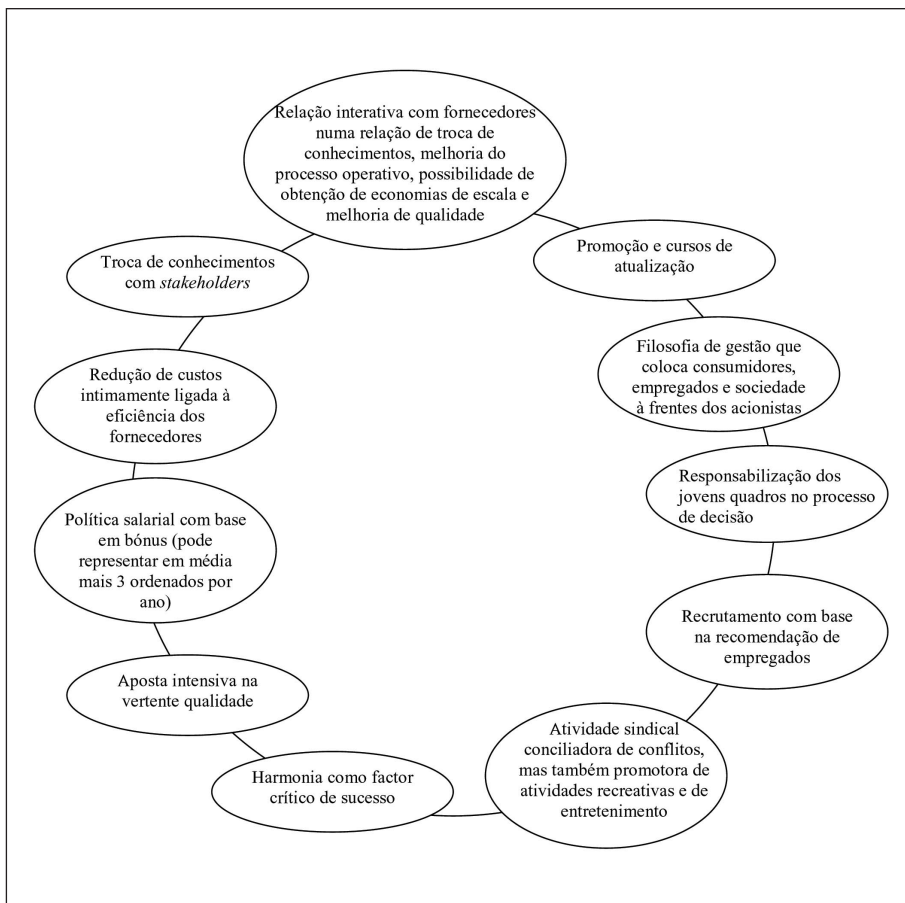 Relação interativa com fornecedores
numa relação de troca de
conhecimentos, melhoria do
processo operativo, possibilidade de
obtenção de economias de escala e
melhoria de qualidade
Promoção e cursos de
atualização
Filosofia de gestão que
coloca consumidores,
empregados e sociedade
à frentes dos acionistas
Responsabilização dos
jovens quadros no processo
de decisão
Recrutamento com base
na recomendação de
empregados
Atividade sindical
conciliadora de conflitos,
mas também promotora de
atividades recreativas e de
entretenimento
Harmonia como factor
crítico de sucesso
Aposta intensiva na
vertente qualidade
Política salarial com base
em bónus (pode
representar em média
mais 3 ordenados por
ano)
Redução de custos
intimamente ligada à
eficiência dos
fornecedores
Troca de conhecimentos
com stakeholders